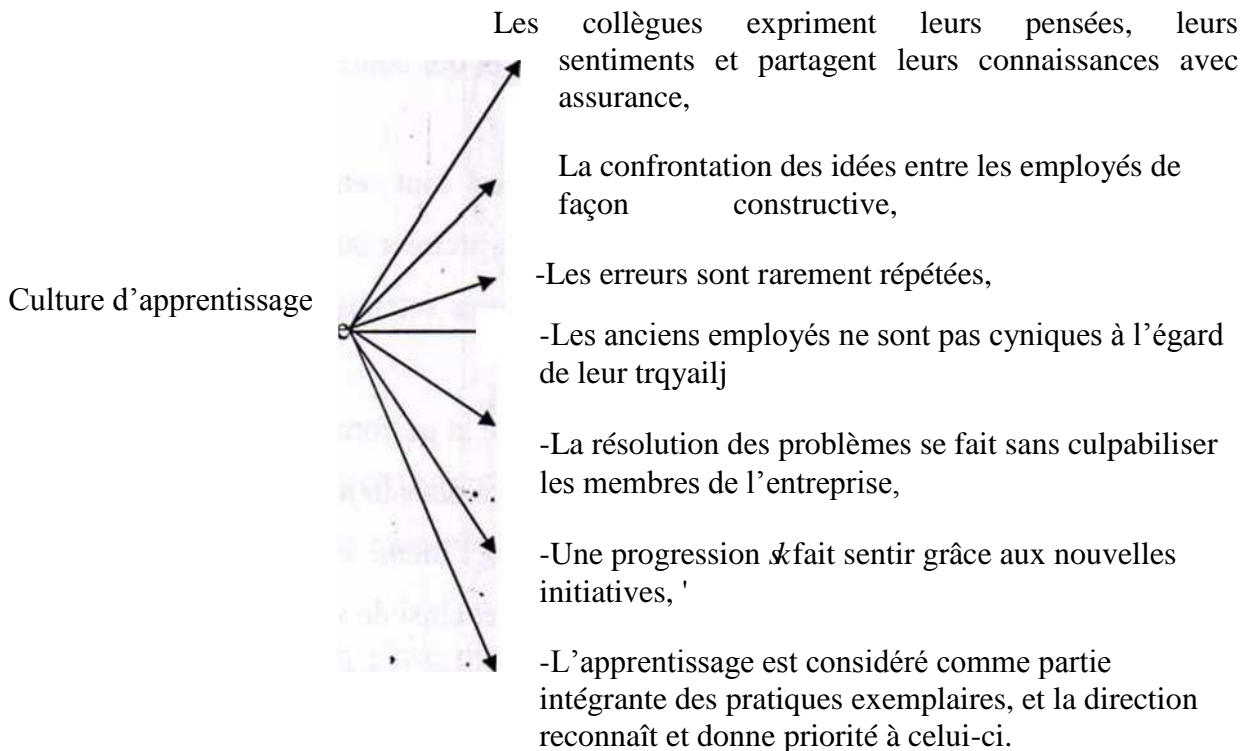 Les collègues expriment leurs pensées, leurs
sentiments et partagent leurs connaissances avec
assurance,
La confrontation des idées entre les employés de
façon constructive,
-Les erreurs sont rarement répétées,
Culture d’apprentissage
e
-Les anciens employés ne sont pas cyniques à l’égard
de leur trqyailj
-La résolution des problèmes se fait sans culpabiliser
les membres de l’entreprise,
-Une progression fait sentir grâce aux nouvelles
initiatives, '
-L’apprentissage est considéré comme partie
intégrante des pratiques exemplaires, et la direction
reconnaît et donne priorité à celui-ci.